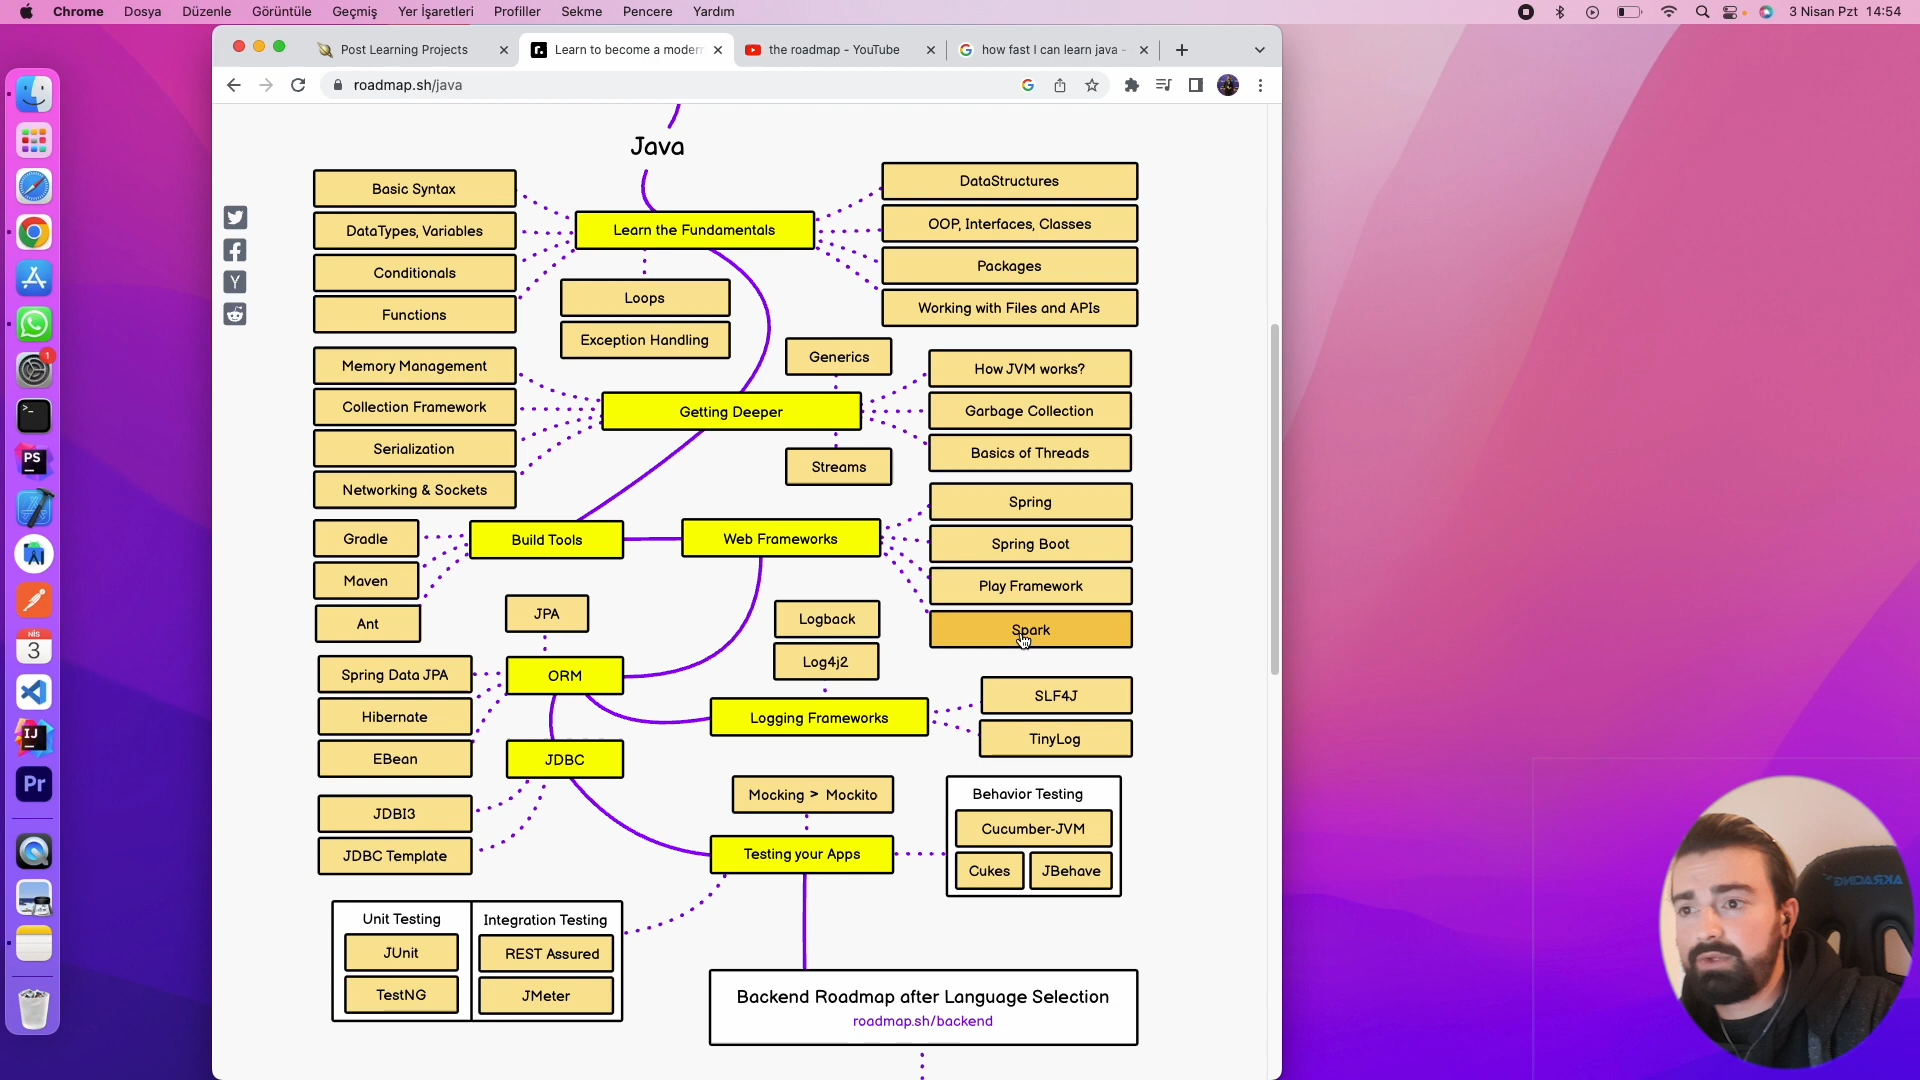 Chrome Dosya Düzenle Görüntüle Geçmiş Yer İşaretleri Profiller Sekme Pencere Yardım 3 Nisan Pzt 14:54
Post Learning Projects
Learn to become a moder
the roadmap - YouTube
how fast I can learn java -
roadmap.sh/java
Java
Basic Syntax
DataTypes, Variables
Conditionals
Functions
Learn the Fundamentals
Loops
Exception Handling
DataStructures
OOP, Interfaces, Classes
Packages
Working with Files and APIs
Memory Management
Collection Framework
Serialization
Networking & Sockets
Getting Deeper
Generics
Streams
How JVM works?
Garbage Collection
Basics of Threads
Gradle
Maven
Ant
Build Tools
Web Frameworks
Spring
Spring Boot
Play Framework
Spark
JPA
ORM
Spring Data JPA
Hibernate
EBean
Logback
Log4j2
Logging Frameworks
SLF4J
TinyLog
JDBC
JDBI3
JDBC Template
Mocking > Mockito
Testing your Apps
Behavior Testing
Cucumber-JVM
Cukes
JBehave
Unit Testing
JUnit
TestNG
Integration Testing
REST Assured
JMeter
Backend Roadmap after Language Selection
roadmap.sh/backend
1
PS
NİS
3
IJ
Pr
AKRACING